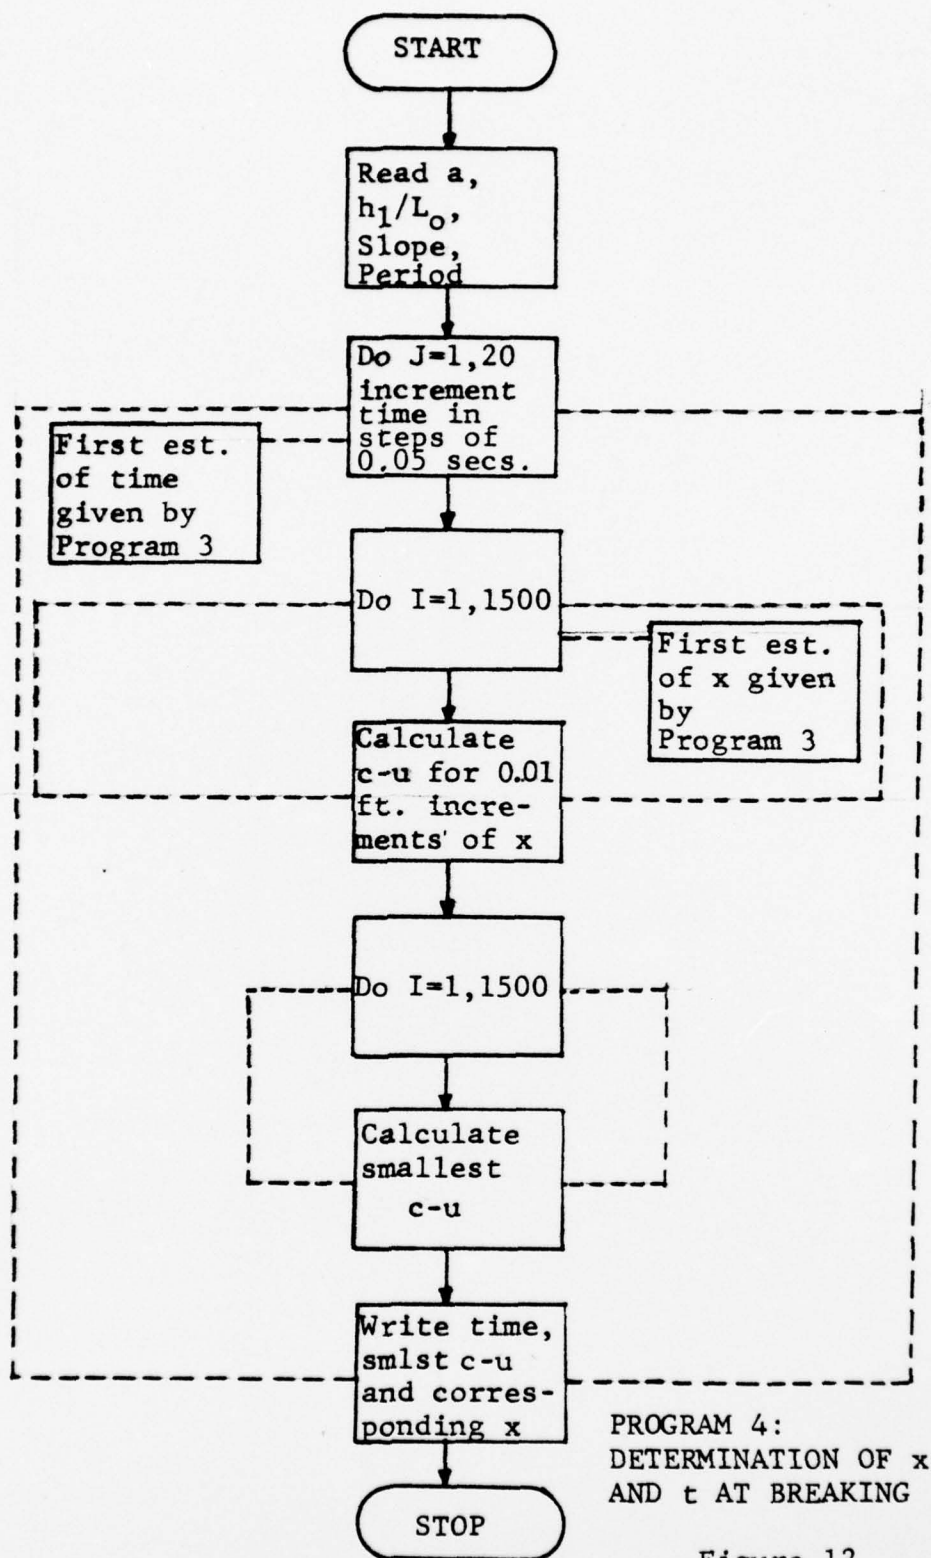 START
Read a,
h1/Lo,
Slope,
Period
Do J=1,20
increment
time in
steps of
0.05 secs.
First est.
of time
given by
Program 3
Do I=1,1500
First est.
of x given
by
Program 3
Calculate
c-u for 0.01
ft. incre-
ments of x
Do I=1,1500
Calculate
smallest
c-u
Write time,
smlst c-u
and corres-
ponding x
STOP
PROGRAM 4:
DETERMINATION OF x
AND t AT BREAKING